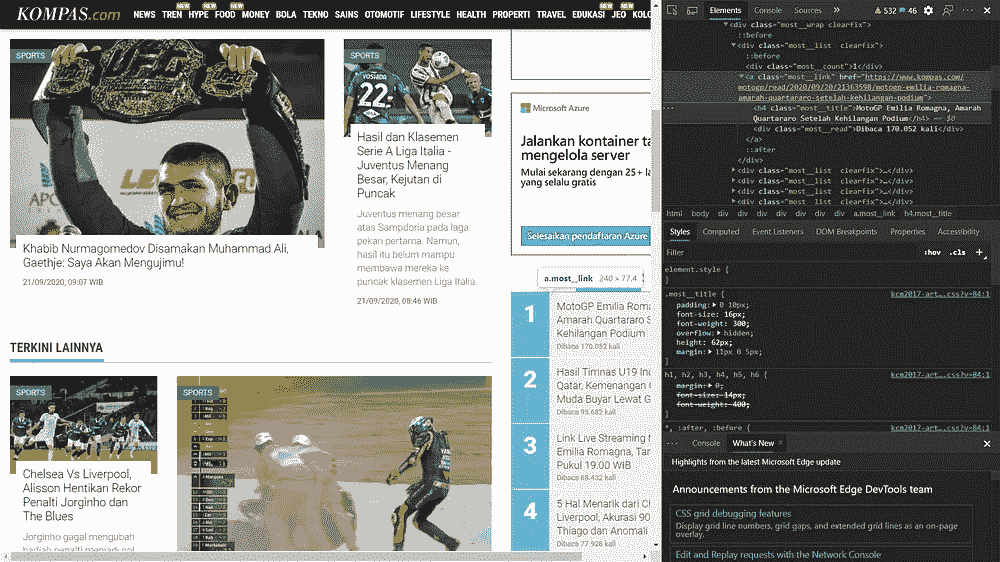 KOMPAS.com
NEWS TREN HYPE FOOD MONEY BOLA TEKNO SAINS OTOMOTIF LIFESTYLE HEALTH PROPERTI TRAVEL EDUKASI JEO KOLO
NEW NEW NEW NEW NEW
SPORTS
Khabib Nurmagomedov Disamakan Muhammad Ali,
Gaethje: Saya Akan Mengujimu!
21/09/2020, 09:07 WIB
SPORTS
Hasil dan Klasemen
Serie A Liga Italia -
Juventus Menang
Besar, Kejutan di
Puncak
Juventus menang besar
atas Sampdoria pada laga
pekan pertama. Namun,
hasil itu belum mampu
membawa mereka ke
puncak klasemen Liga Italia.
21/09/2020, 08:46 WIB
TERKINI LAINNYA
SPORTS
Chelsea Vs Liverpool,
Alisson Hentikan Rekor
Penalti Jorginho dan
The Blues
Jorginho gagal mengubah
hadiah penalti menjadi gol
SPORTS
Microsoft Azure
Jalankan kontainer ta
mengelola server
Mulai sekarang dengan 25+ la
yang selalu gratis
Selesaikan pendaftaran Azure
a.most__link 240 × 77.4
1
MotoGP Emilia Roma
Amarah Quartararo S
Kehilangan Podium
Dibaca 170.052 kali
2
Hasil Timnas U19 Ind
Qatar, Kemenangan G
Muda Buyar Lewat G
Dibaca 95.682 kali
3
Link Live Streaming M
Emilia Romagna, Tar
Pukul 19.00 WIB
Dibaca 88.432 kali
4
5 Hal Menarik dari Ch
Liverpool, Akurasi 90
Thiago dan Anomali
Dibaca 77.928 kali
Elements Console Sources 532 46
<div class="most__wrap clearfix">
::before
<div class="most__list clearfix">
::before
<div class="most__count">1</div>
<a class="most__link" href="https://www.kompas.com/
motogp/read/2020/09/20/21363598/motogp-emilia-romagna-
amarah-quartararo-setelah-kehilangan-podium">
<h4 class="most__title">MotoGP Emilia Romagna, Amarah
Quartararo Setelah Kehilangan Podium</h4> == $0
<div class="most__read">Dibaca 170.052 kali</div>
</a>
::after
</div>
<div class="most__list clearfix">…</div>
<div class="most__list clearfix">…</div>
<div class="most__list clearfix">…</div>
html body div div div div div div a.most__link h4.most__title
Styles Computed Event Listeners DOM Breakpoints Properties Accessibility
Filter :hov .cls +
element.style {
}
.most__title { kcm2017-art….css?v=84:1
padding: 0 10px;
font-size: 16px;
font-weight: 300;
overflow: hidden;
height: 62px;
margin: 11px 0 5px;
}
h1, h2, h3, h4, h5, h6 { kcm2017-art….css?v=84:1
margin: 0;
font-size: 14px;
font-weight: 400;
}
*, :after, :before { kcm2017-art….css?v=84:1
Console What's New
Highlights from the latest Microsoft Edge update
Announcements from the Microsoft Edge DevTools team
CSS grid debugging features
Display grid line numbers, grid gaps, and extended grid lines as an on-page
overlay.
Edit and Replay requests with the Network Console